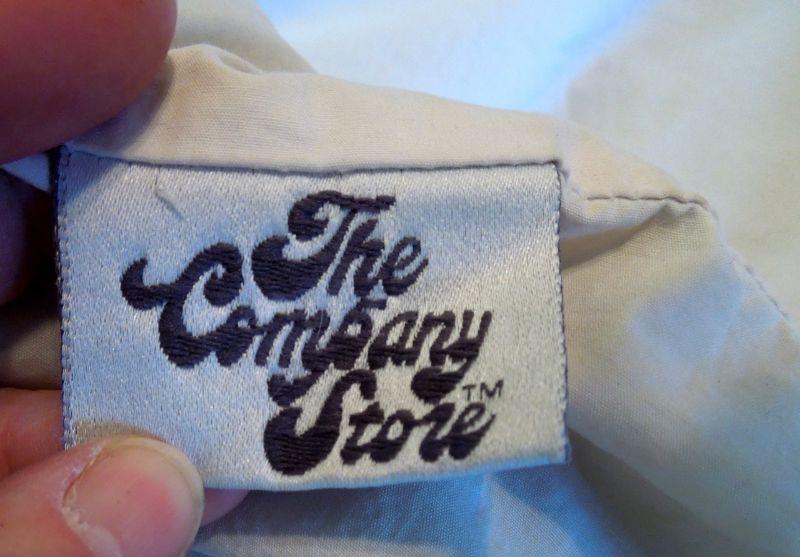 The
Company
Store™